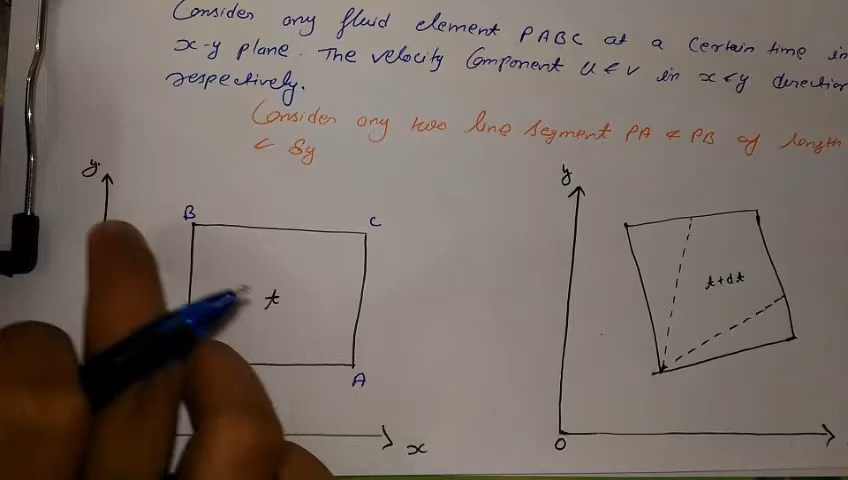 Consider any fluid element PABC at a certain time in
x-y plane. The velocity Component u & v in x & y direction
respectively.
Consider any two line segment PA & PB of length
& δy
y
y
B
C
t
t+dt
A
x
O